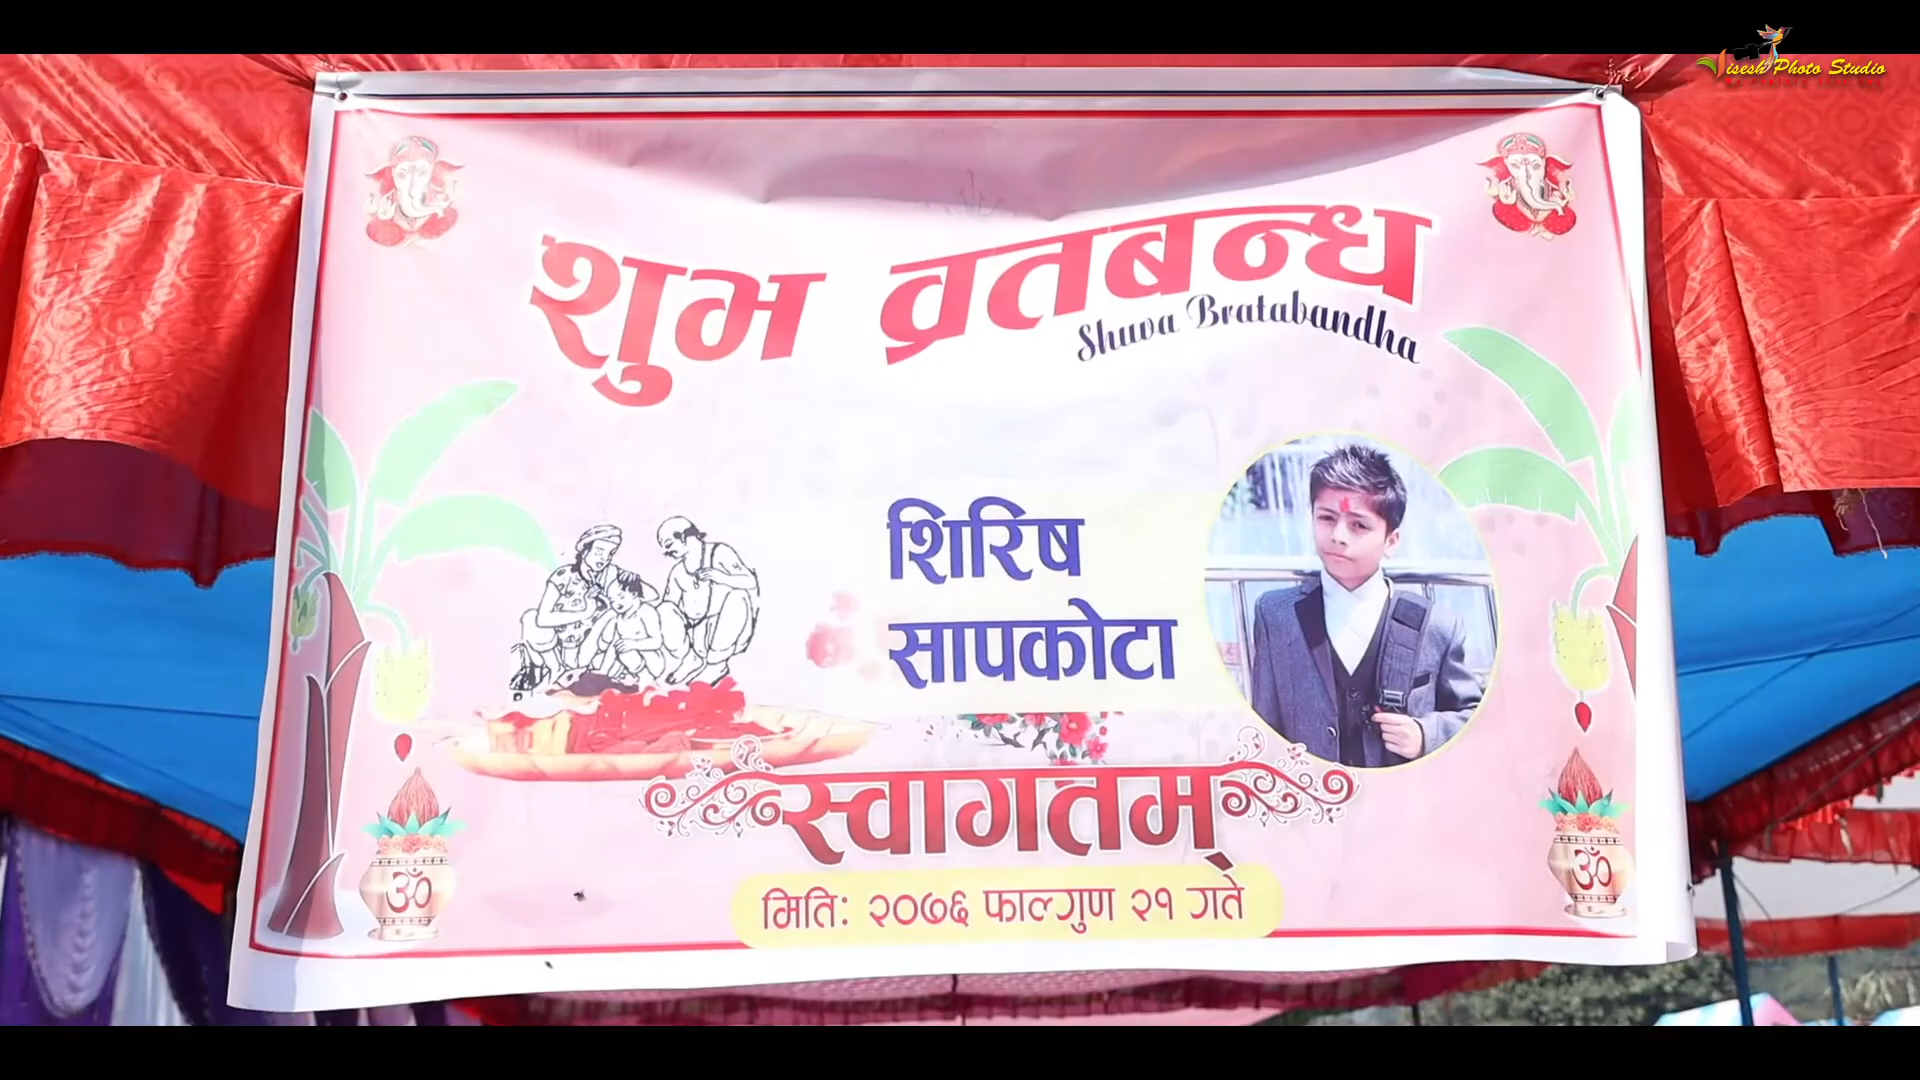 Visesh Photo Studio
शुभ व्रतबन्ध
Shuva Bratabandha
शिरिष
सापकोटा
स्वागतम्
मिति: २०७६ फाल्गुण २१ गते
ॐ
ॐ